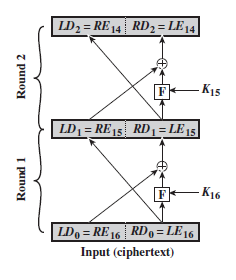 LD2 = RE14 RD2 = LE14
Round 2
F
K15
LD1 = RE15 RD1 = LE15
Round 1
F
K16
LD0 = RE16 RD0 = LE16
Input (ciphertext)